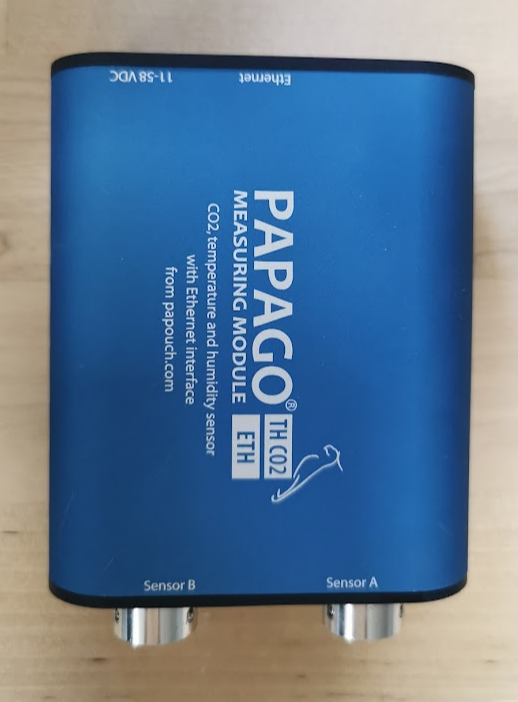 11-58 VDC
Ethernet
PAPAGO®
TH CO2
MEASURING MODULE
ETH
CO2, temperature and humidity sensor
with Ethernet interface
from papouch.com
Sensor B
Sensor A